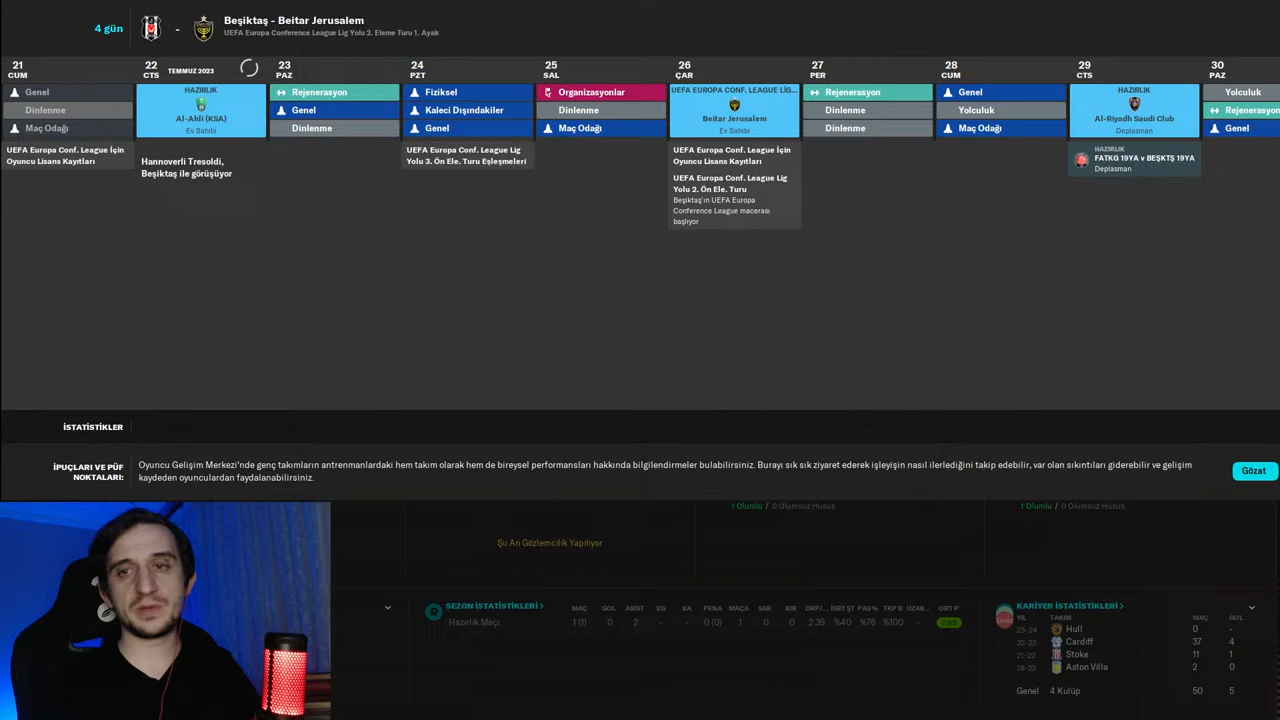 4 gün
-
Beşiktaş - Beitar Jerusalem
UEFA Europa Conference League Lig Yolu 2. Eleme Turu 1. Ayak
21
CUM
22
CTS
TEMMUZ 2023
23
PAZ
24
PZT
25
SAL
26
ÇAR
27
PER
28
CUM
29
CTS
30
PAZ
Genel
Dinlenme
Maç Odağı
UEFA Europa Conf. League İçin
Oyuncu Lisans Kayıtları
HAZIRLIK
Al-Ahli (KSA)
Ev Sahibi
Hannoverli Tresoldi,
Beşiktaş ile görüşüyor
Rejenerasyon
Genel
Dinlenme
Fiziksel
Kaleci Dışındakiler
Genel
UEFA Europa Conf. League Lig
Yolu 3. Ön Ele. Turu Eşleşmeleri
Organizasyonlar
Dinlenme
Maç Odağı
UEFA EUROPA CONF. LEAGUE LİG...
Beitar Jerusalem
Ev Sahibi
UEFA Europa Conf. League İçin
Oyuncu Lisans Kayıtları
UEFA Europa Conf. League Lig
Yolu 2. Ön Ele. Turu
Beşiktaş'ın UEFA Europa
Conference League macerası
başlıyor
Rejenerasyon
Dinlenme
Dinlenme
Genel
Yolculuk
Maç Odağı
HAZIRLIK
Al-Riyadh Saudi Club
Deplasman
HAZIRLIK
FATKG 19YA v BEŞKTŞ 19YA
Deplasman
Yolculuk
Rejenerasyon
Genel
İSTATİSTİKLER
İPUÇLARI VE PÜF
NOKTALARI:
Oyuncu Gelişim Merkezi'nde genç takımların antrenmanlardaki hem takım olarak hem de bireysel performansları hakkında bilgilendirmeler bulabilirsiniz. Burayı sık sık ziyaret ederek işleyişin nasıl ilerlediğini takip edebilir, var olan sıkıntıları giderebilir ve gelişim
kaydeden oyunculardan faydalanabilirsiniz.
Gözat
1 Olumlu / 0 Olumsuz Husus
1 Olumlu / 0 Olumsuz Husus
Şu An Gözlemcilik Yapılıyor
SEZON İSTATİSTİKLERİ > MAÇ GOL ASİST XG XA PENA MAÇA SAR KIR DRP/... İSBT ŞT PAS % TKP B UZAK... ORT P
Hazırlık Maçı 1 (1) 0 2 - - 0 (0) 1 0 0 2.39 %40 %76 %100 - 7.05
KARİYER İSTATİSTİKLERİ >
YIL TAKIM MAÇ GOL
23-24 Hull 0 -
22-23 Cardiff 37 4
21-22 Stoke 11 1
18-22 Aston Villa 2 0
Genel 4 Kulüp 50 5